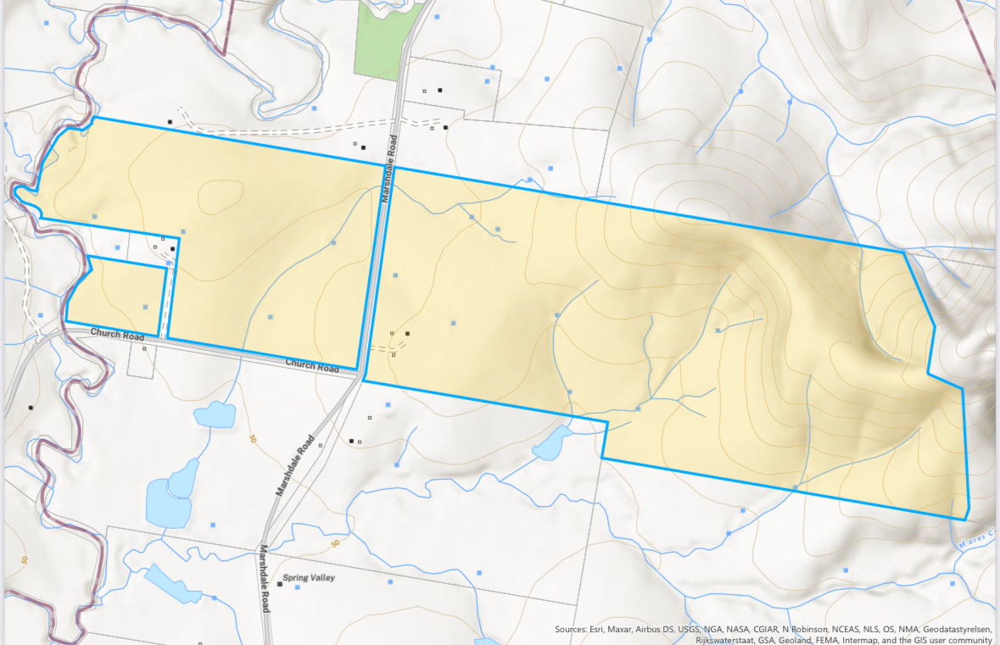 Marshdale Road
Church Road
Church Road
50
Marshdale Road
50
50
Mares C
Marshdale Road
Spring Valley
Sources: Esri, Maxar, Airbus DS, USGS, NGA, NASA, CGIAR, N Robinson, NCEAS, NLS, OS, NMA, Geodatastyrelsen,
Rijkswaterstaat, GSA, Geoland, FEMA, Intermap, and the GIS user community